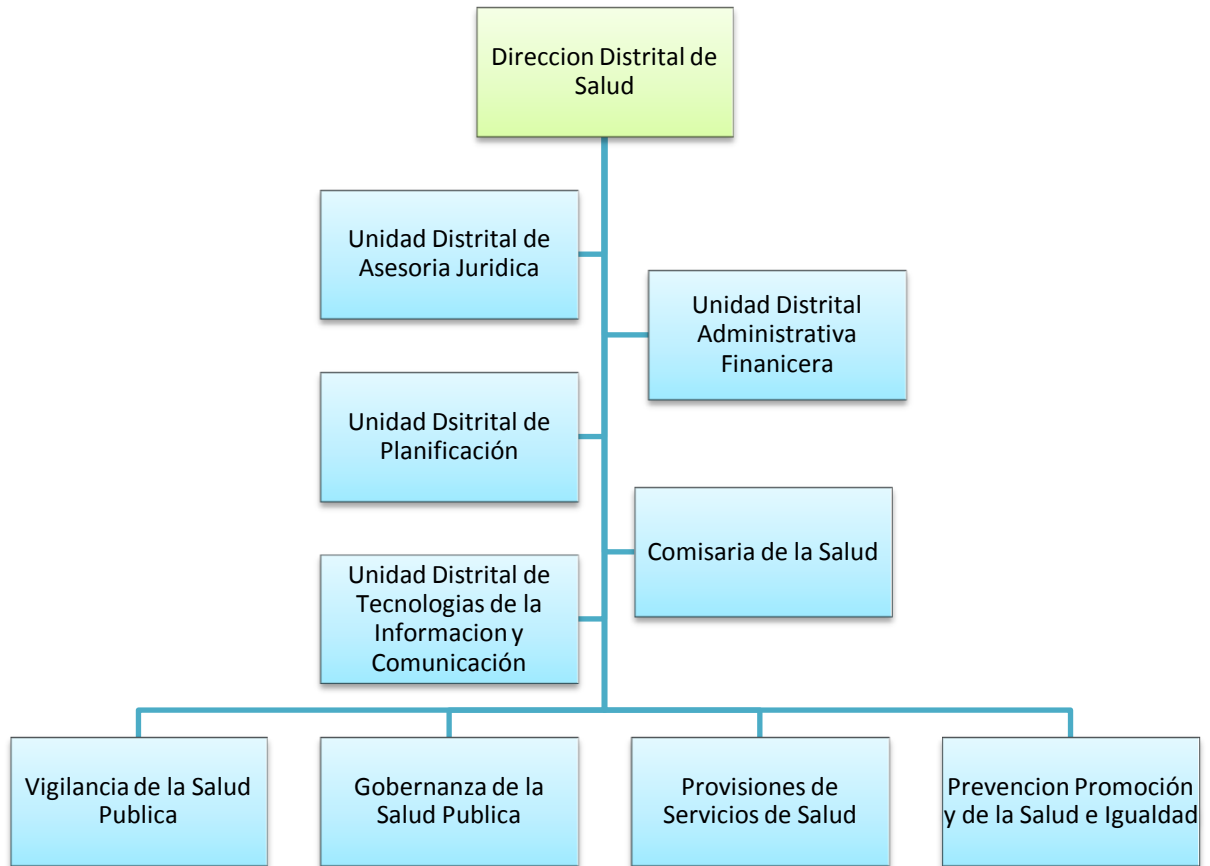 Direccion Distrital de
Salud
Unidad Distrital de
Asesoria Juridica
Unidad Distrital
Administrativa
Finanicera
Unidad Dsitrital de
Planificación
Comisaria de la Salud
Unidad Distrital de
Tecnologias de la
Informacion y
Comunicación
Vigilancia de la Salud
Publica
Gobernanza de la
Salud Publica
Provisiones de
Servicios de Salud
Prevencion Promoción
y de la Salud e Igualdad